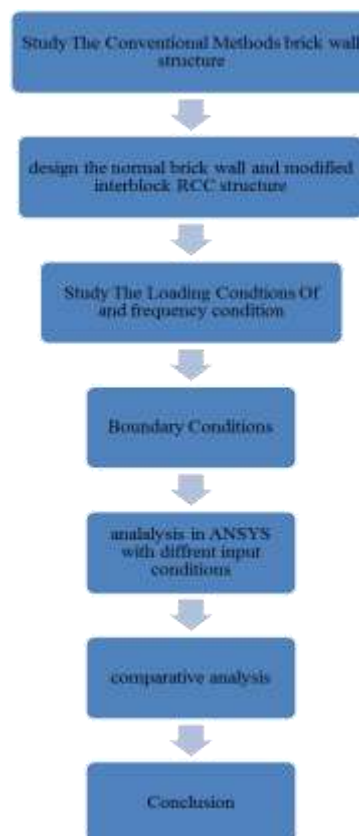 Study The Conventional Methods brick wall
structure
design the normal brick wall and modified
interblock RCC structure
Study The Loading Condtions Of
and frequency condition
Boundary Conditions
analalysis in ANSYS
with diffrent input
conditions
comparative analysis
Conclusion